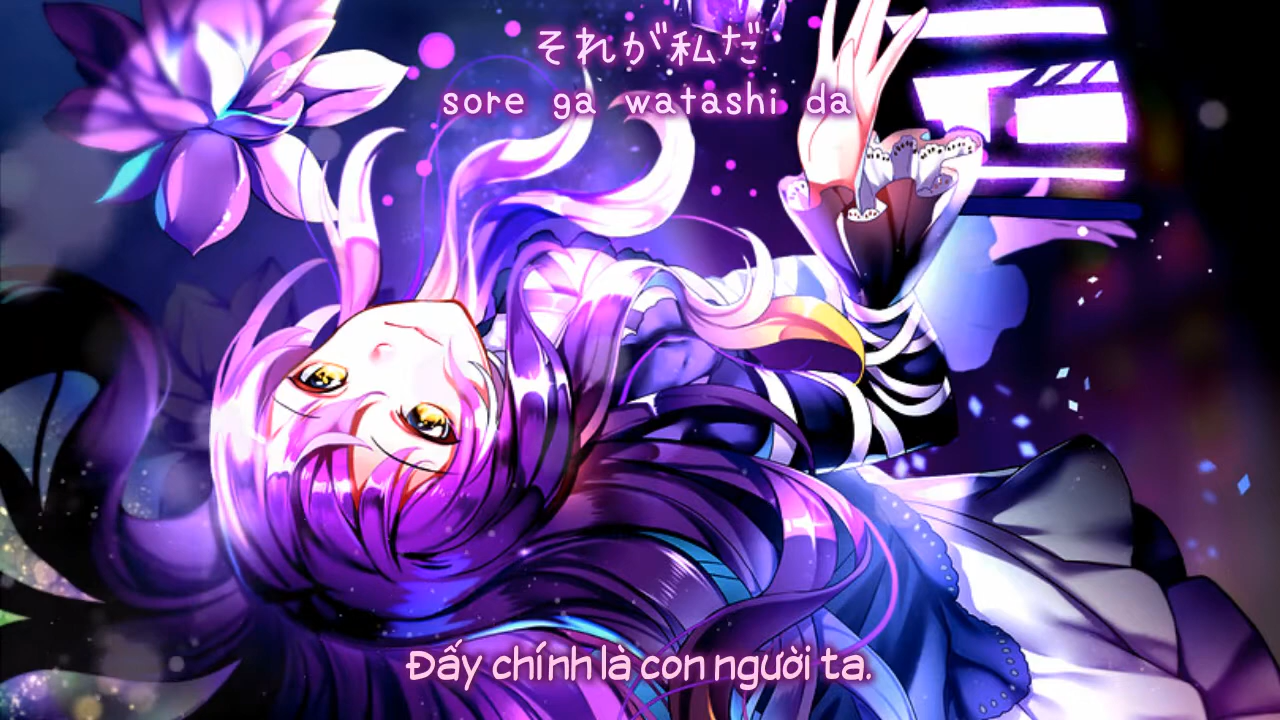 それが私だ
sore ga watashi da
Đấy chính là con người ta.